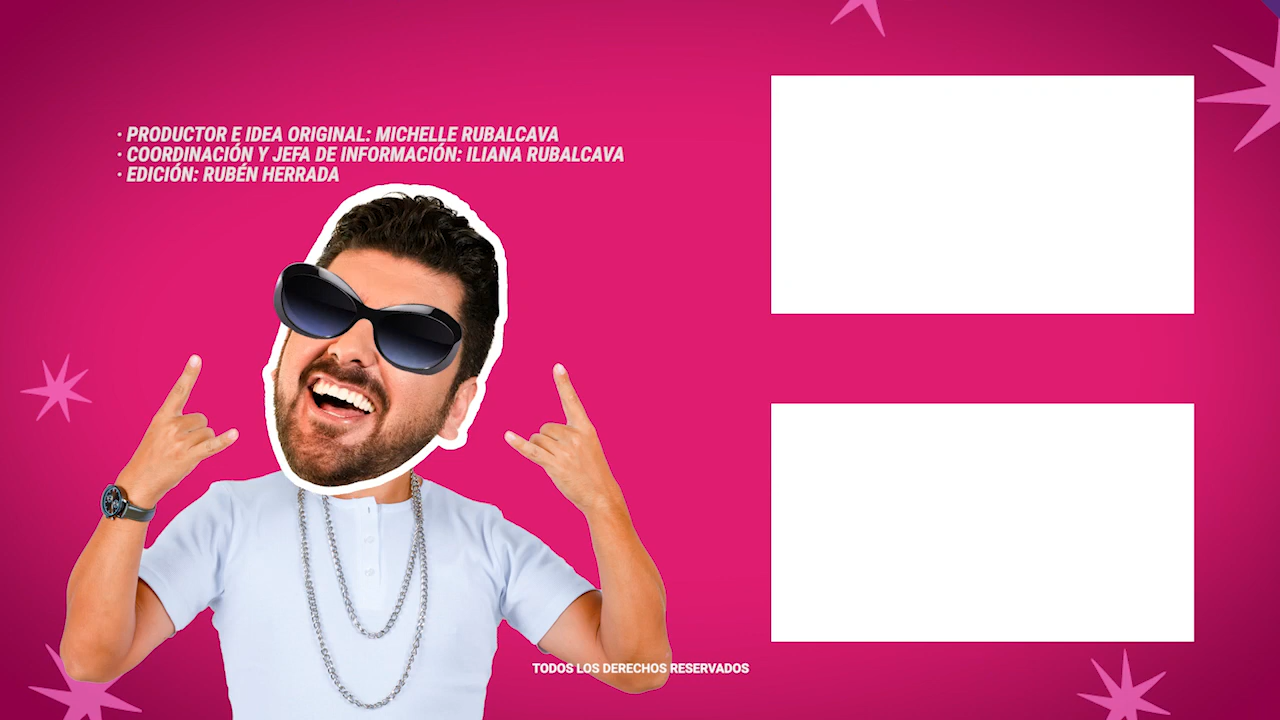 · PRODUCTOR E IDEA ORIGINAL: MICHELLE RUBALCAVA
· COORDINACIÓN Y JEFA DE INFORMACIÓN: ILIANA RUBALCAVA
· EDICIÓN: RUBÉN HERRADA
TODOS LOS DERECHOS RESERVADOS